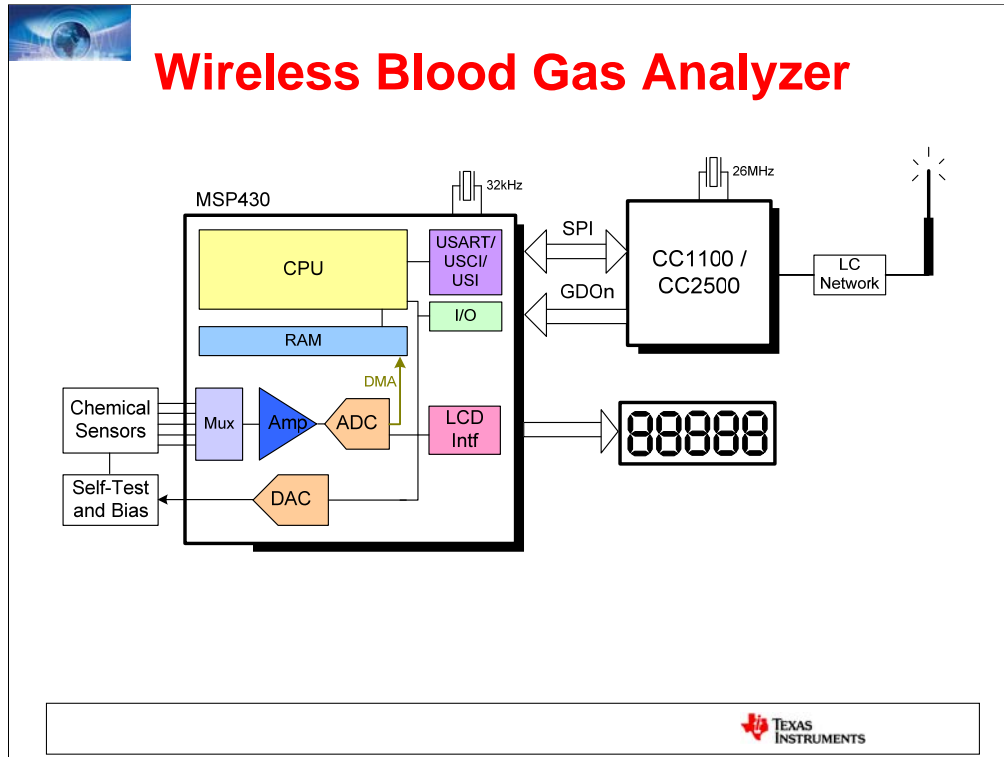 Wireless Blood Gas Analyzer
MSP430
32kHz
26MHz
CPU
USART/
USCI/
USI
SPI
CC1100 /
CC2500
LC
Network
GDOn
I/O
RAM
DMA
Chemical
Sensors
Mux
Amp
ADC
LCD
Intf
88888
Self-Test
and Bias
DAC
TEXAS
INSTRUMENTS